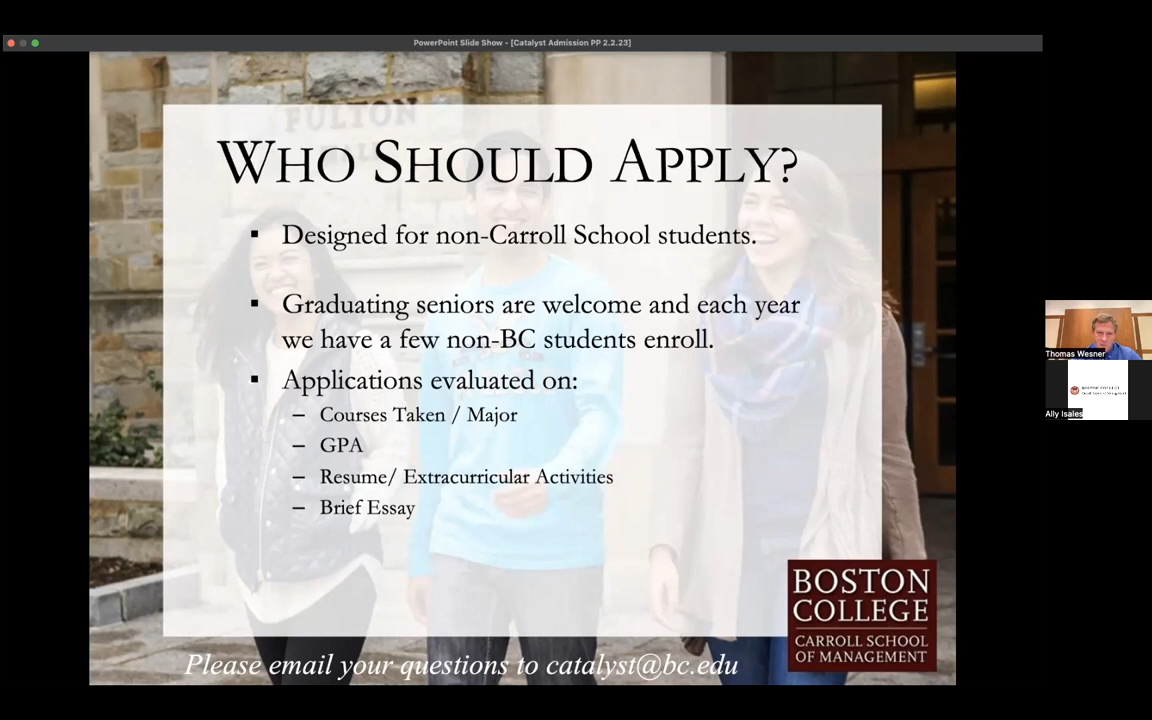 PowerPoint Slide Show - [Catalyst Admission PP 2.2.23]
FULTON
WHO SHOULD APPLY?
▪ Designed for non-Carroll School students.
▪ Graduating seniors are welcome and each year
we have a few non-BC students enroll.
▪ Applications evaluated on:
– Courses Taken / Major
– GPA
– Resume/ Extracurricular Activities
– Brief Essay
BOSTON
COLLEGE
CARROLL SCHOOL
OF MANAGEMENT
Please email your questions to catalyst@bc.edu
Thomas Wesner
BOSTON COLLEGE
Ally Isales